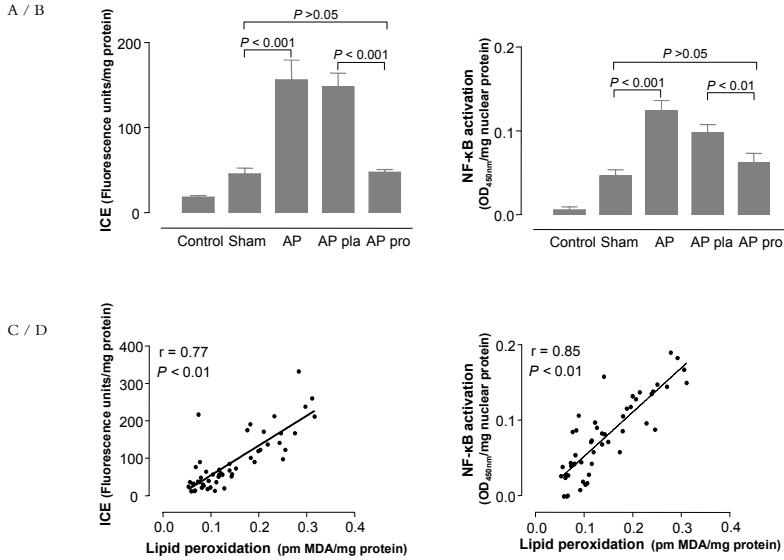 A / B
ICE (Fluorescence units/mg protein)
200
100
0
P >0.05
P < 0.001
P < 0.001
Control Sham AP AP pla AP pro
NF-κB activation
(OD450nm/mg nuclear protein)
0.2
0.1
0.0
P >0.05
P < 0.001
P < 0.01
Control Sham AP AP pla AP pro
C / D
ICE (Fluorescence units/mg protein)
400
300
200
100
0
r = 0.77
P < 0.01
0.0 0.1 0.2 0.3 0.4
Lipid peroxidation (pm MDA/mg protein)
NF-κB activation
(OD450nm/mg nuclear protein)
0.2
0.1
0.0
r = 0.85
P < 0.01
0.0 0.1 0.2 0.3 0.4
Lipid peroxidation (pm MDA/mg protein)